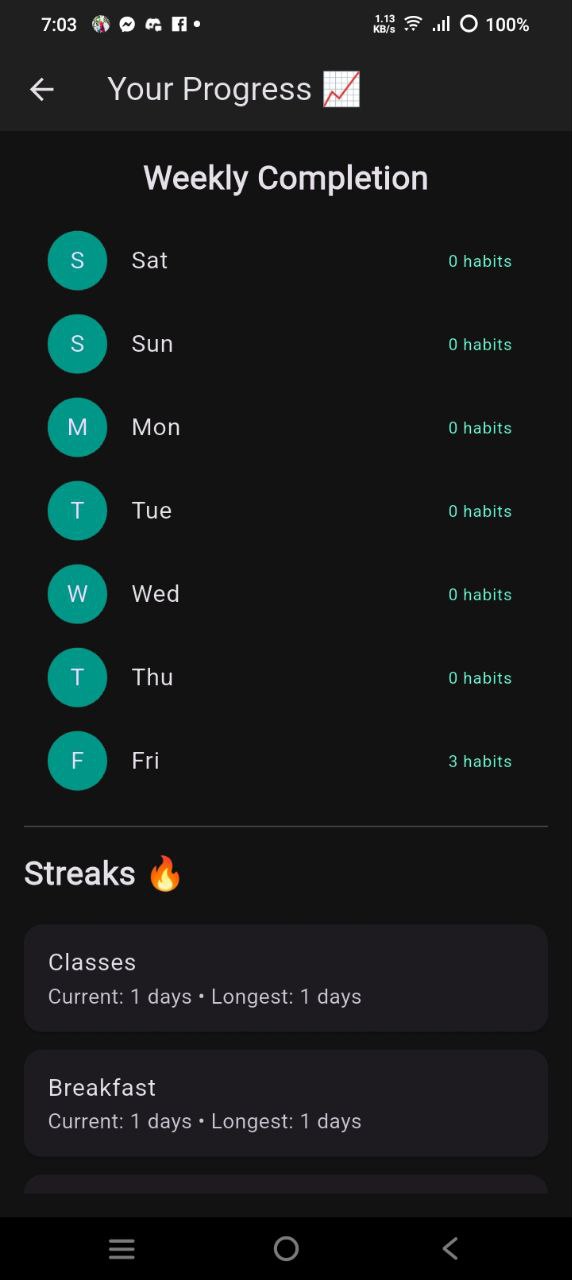 7:03 1.13 KB/s 100%
Your Progress 📈
Weekly Completion
S Sat 0 habits
S Sun 0 habits
M Mon 0 habits
T Tue 0 habits
W Wed 0 habits
T Thu 0 habits
F Fri 3 habits
Streaks 🔥
Classes
Current: 1 days • Longest: 1 days
Breakfast
Current: 1 days • Longest: 1 days